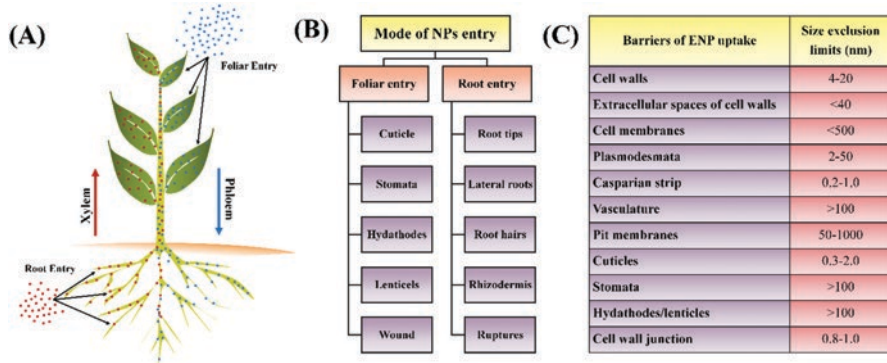 (A)
Foliar Entry
Xylem
Phloem
Root Entry
(B)
Mode of NPs entry
Foliar entry
Root entry
Cuticle
Root tips
Stomata
Lateral roots
Hydathodes
Root hairs
Lenticels
Rhizodermis
Wound
Ruptures
(C)
Barriers of ENP uptake
Size exclusion
limits (nm)
Cell walls
4-20
Extracellular spaces of cell walls
<40
Cell membranes
<500
Plasmodesmata
2-50
Casparian strip
0.2-1.0
Vasculature
>100
Pit membranes
50-1000
Cuticles
0.3-2.0
Stomata
>100
Hydathodes/lenticles
>100
Cell wall junction
0.8-1.0